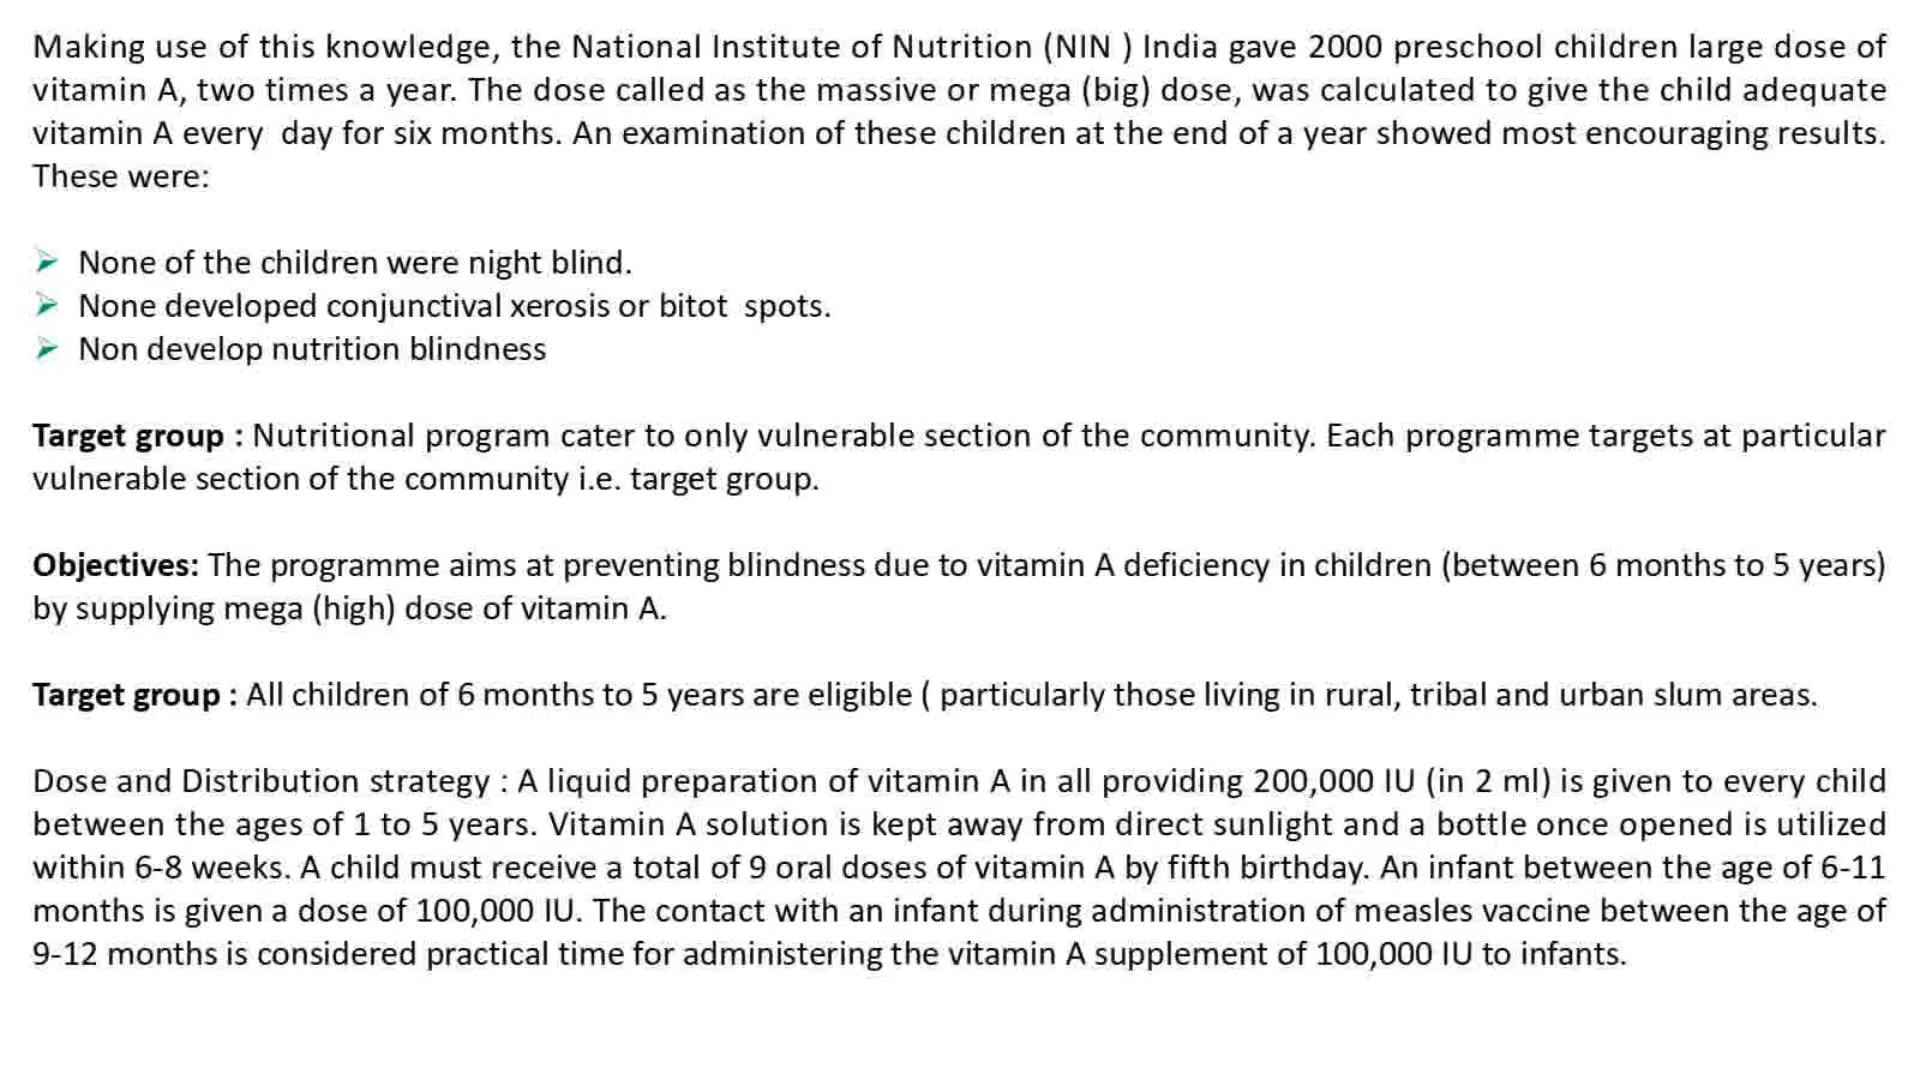 Making use of this knowledge, the National Institute of Nutrition (NIN ) India gave 2000 preschool children large dose of
vitamin A, two times a year. The dose called as the massive or mega (big) dose, was calculated to give the child adequate
vitamin A every day for six months. An examination of these children at the end of a year showed most encouraging results.
These were:
➢ None of the children were night blind.
➢ None developed conjunctival xerosis or bitot spots.
➢ Non develop nutrition blindness
Target group : Nutritional program cater to only vulnerable section of the community. Each programme targets at particular
vulnerable section of the community i.e. target group.
Objectives: The programme aims at preventing blindness due to vitamin A deficiency in children (between 6 months to 5 years)
by supplying mega (high) dose of vitamin A.
Target group : All children of 6 months to 5 years are eligible ( particularly those living in rural, tribal and urban slum areas.
Dose and Distribution strategy : A liquid preparation of vitamin A in all providing 200,000 IU (in 2 ml) is given to every child
between the ages of 1 to 5 years. Vitamin A solution is kept away from direct sunlight and a bottle once opened is utilized
within 6-8 weeks. A child must receive a total of 9 oral doses of vitamin A by fifth birthday. An infant between the age of 6-11
months is given a dose of 100,000 IU. The contact with an infant during administration of measles vaccine between the age of
9-12 months is considered practical time for administering the vitamin A supplement of 100,000 IU to infants.